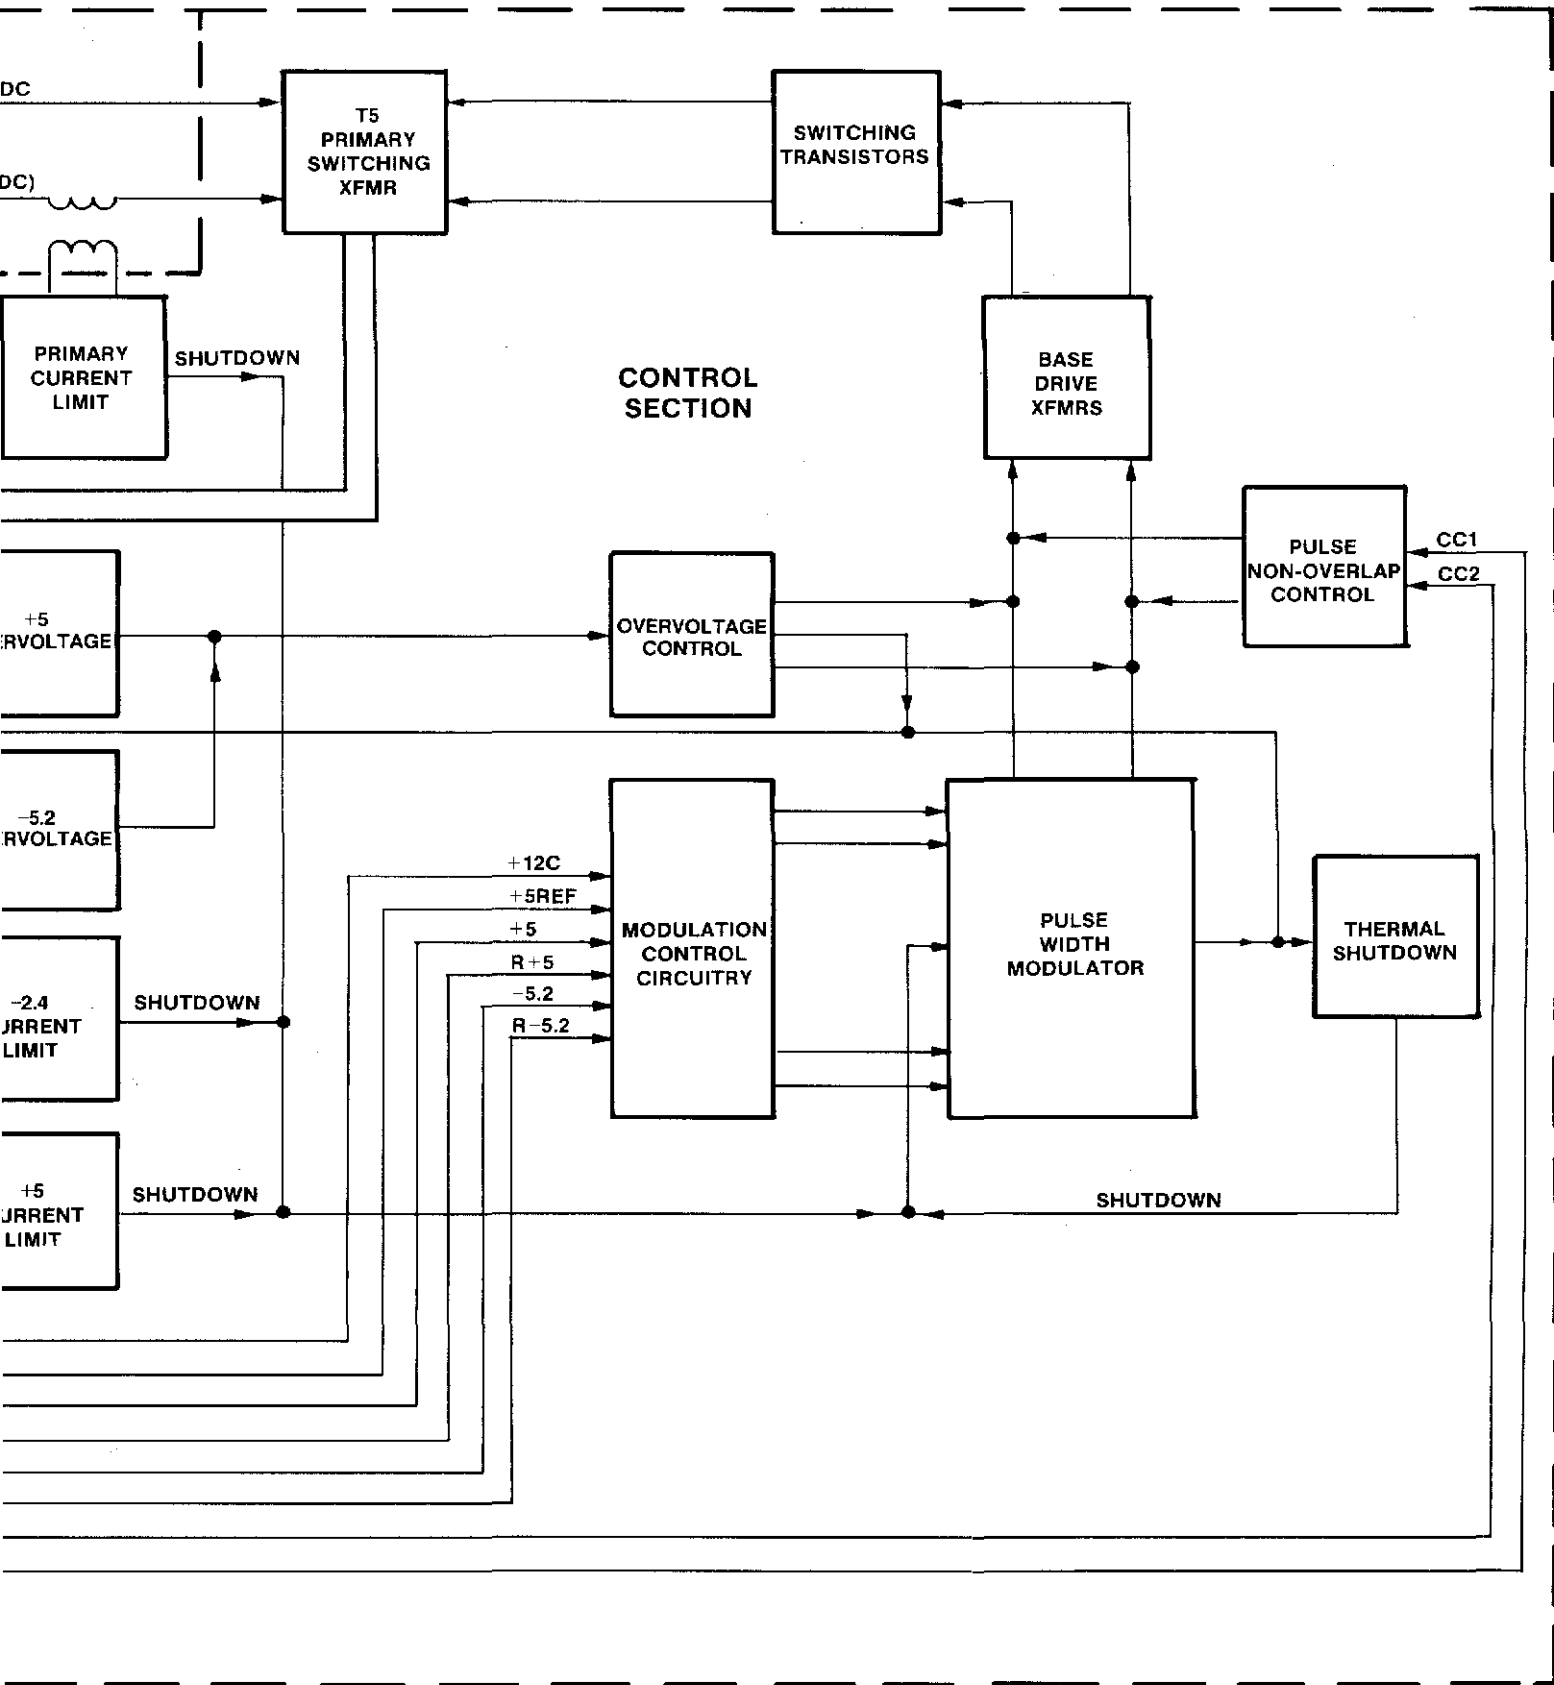 DC
T5
PRIMARY
SWITCHING
XFMR
SWITCHING
TRANSISTORS
DC)
PRIMARY
CURRENT
LIMIT
SHUTDOWN
CONTROL
SECTION
BASE
DRIVE
XFMRS
PULSE
NON-OVERLAP
CONTROL
CC1
CC2
+5
ERVOLTAGE
OVERVOLTAGE
CONTROL
-5.2
ERVOLTAGE
+12C
+5REF
+5
R+5
-5.2
R-5.2
MODULATION
CONTROL
CIRCUITRY
PULSE
WIDTH
MODULATOR
THERMAL
SHUTDOWN
-2.4
URRENT
LIMIT
SHUTDOWN
+5
URRENT
LIMIT
SHUTDOWN
SHUTDOWN